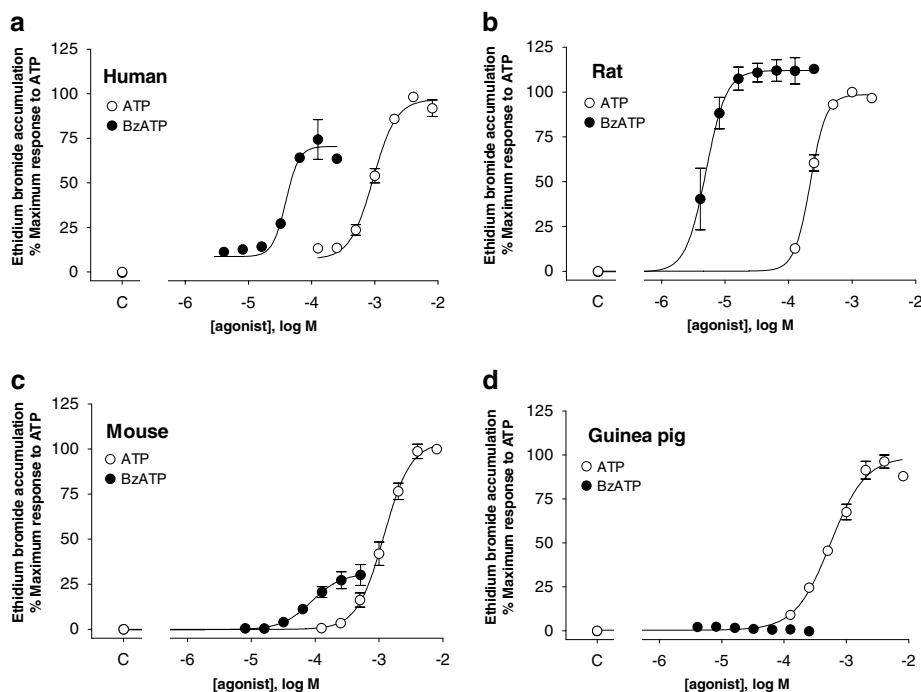 a
Ethidium bromide accumulation
% Maximum response to ATP
125
100
75
50
25
0
Human
ATP
BzATP
C
-6
-5
-4
-3
-2
[agonist], log M
b
Ethidium bromide accumulation
% Maximum response to ATP
125
100
75
50
25
0
Rat
ATP
BzATP
C
-6
-5
-4
-3
-2
[agonist], log M
c
Ethidium bromide accumulation
% Maximum response to ATP
125
100
75
50
25
0
Mouse
ATP
BzATP
C
-6
-5
-4
-3
-2
[agonist], log M
d
Ethidium bromide accumulation
% Maximum response to ATP
125
100
75
50
25
0
Guinea pig
ATP
BzATP
C
-6
-5
-4
-3
-2
[agonist], log M